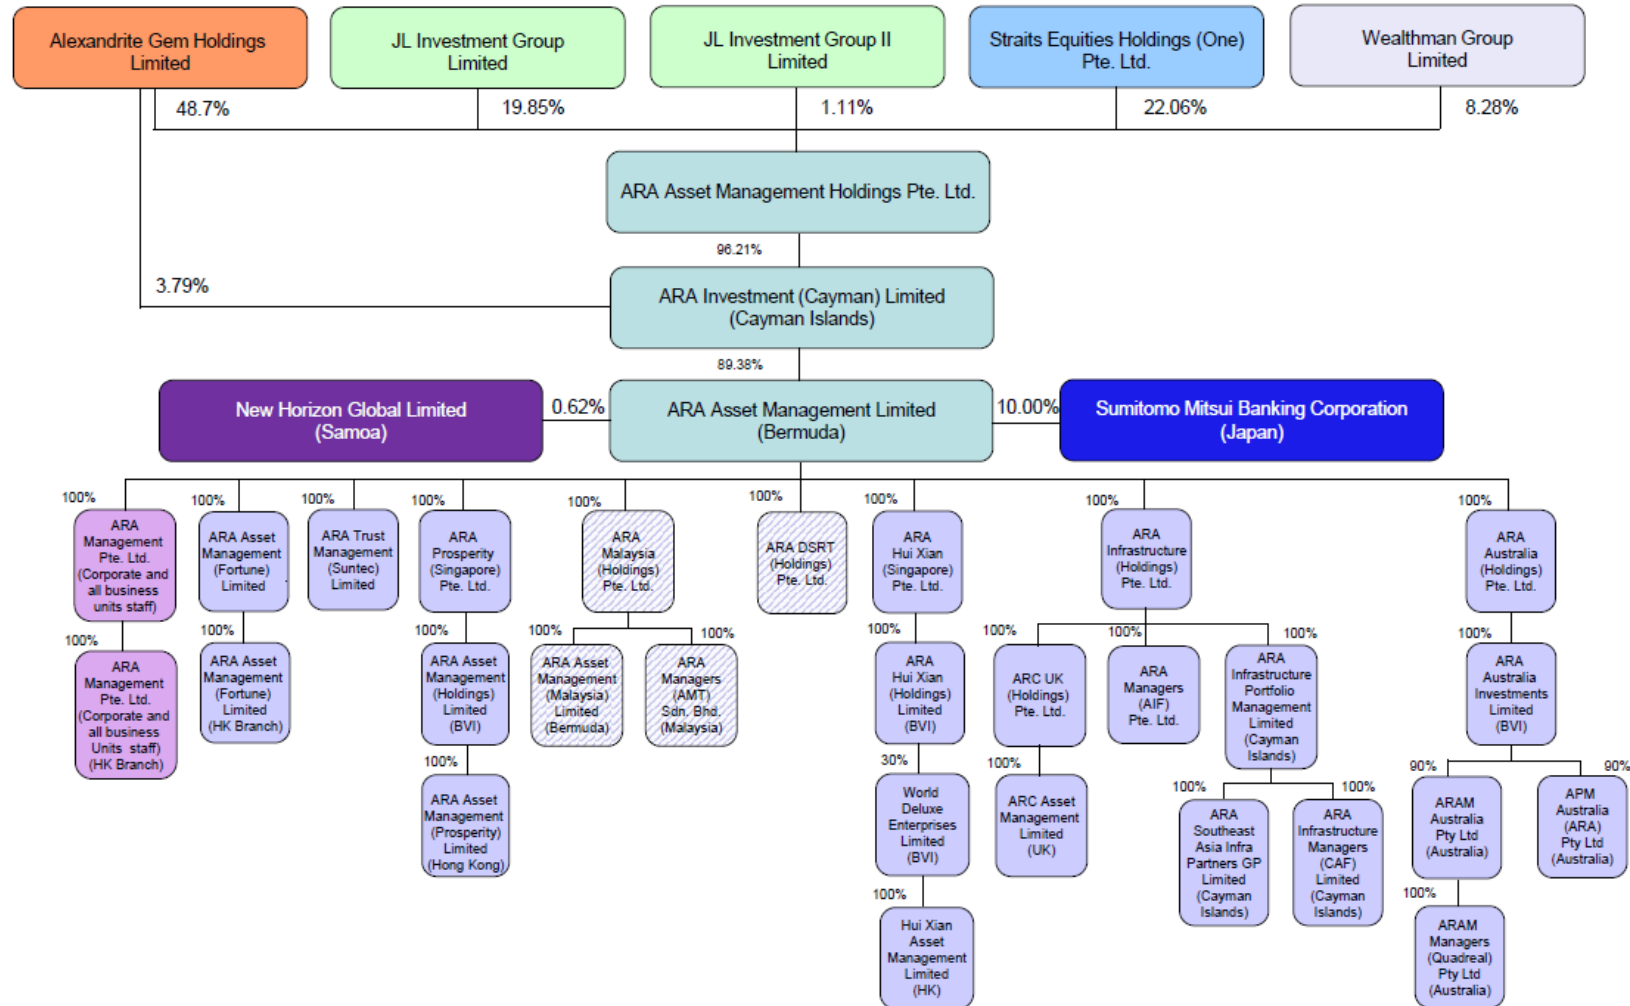 Alexandrite Gem Holdings
Limited
JL Investment Group
Limited
JL Investment Group II
Limited
Straits Equities Holdings (One)
Pte. Ltd.
Wealthman Group
Limited
48.7%
19.85%
1.11%
22.06%
8.28%
ARA Asset Management Holdings Pte. Ltd.
96.21%
3.79%
ARA Investment (Cayman) Limited
(Cayman Islands)
89.38%
New Horizon Global Limited
(Samoa)
0.62%
ARA Asset Management Limited
(Bermuda)
10.00%
Sumitomo Mitsui Banking Corporation
(Japan)
100%
ARA
Management
Pte. Ltd.
(Corporate and
all business
units staff)
100%
ARA
Management
Pte. Ltd.
(Corporate and
all business
Units staff)
(HK Branch)
100%
ARA Asset
Management
(Fortune)
Limited
100%
ARA Asset
Management
(Fortune)
Limited
(HK Branch)
100%
ARA Trust
Management
(Suntec)
Limited
100%
ARA
Prosperity
(Singapore)
Pte. Ltd.
100%
ARA Asset
Management
(Holdings)
Limited
(BVI)
100%
ARA Asset
Management
(Prosperity)
Limited
(Hong Kong)
100%
ARA
Malaysia
(Holdings)
Pte. Ltd.
100%
ARA Asset
Management
(Malaysia)
Limited
(Bermuda)
100%
ARA
Managers
(AMT)
Sdn. Bhd.
(Malaysia)
100%
ARA DSRT
(Holdings)
Pte. Ltd.
100%
ARA
Hui Xian
(Singapore)
Pte. Ltd.
100%
ARA
Hui Xian
(Holdings)
Limited
(BVI)
30%
World
Deluxe
Enterprises
Limited
(BVI)
100%
Hui Xian
Asset
Management
Limited
(HK)
100%
ARA
Infrastructure
(Holdings)
Pte. Ltd.
100%
ARC UK
(Holdings)
Pte. Ltd.
100%
ARC Asset
Management
Limited
(UK)
100%
ARA
Managers
(AIF)
Pte. Ltd.
100%
ARA
Infrastructure
Portfolio
Management
Limited
(Cayman
Islands)
100%
ARA
Southeast
Asia Infra
Partners GP
Limited
(Cayman
Islands)
100%
ARA
Infrastructure
Managers
(CAF)
Limited
(Cayman
Islands)
100%
ARA
Australia
(Holdings)
Pte. Ltd.
100%
ARA
Australia
Investments
Limited
(BVI)
90%
ARAM
Australia
Pty Ltd
(Australia)
100%
ARAM
Managers
(Quadreal)
Pty Ltd
(Australia)
90%
APM
Australia
(ARA)
Pty Ltd
(Australia)